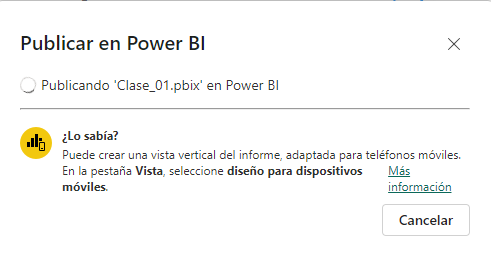 Publicar en Power BI
Publicando 'Clase_01.pbix' en Power BI
¿Lo sabía?
Puede crear una vista vertical del informe, adaptada para teléfonos móviles.
En la pestaña Vista, seleccione diseño para dispositivos móviles.
Más información
Cancelar